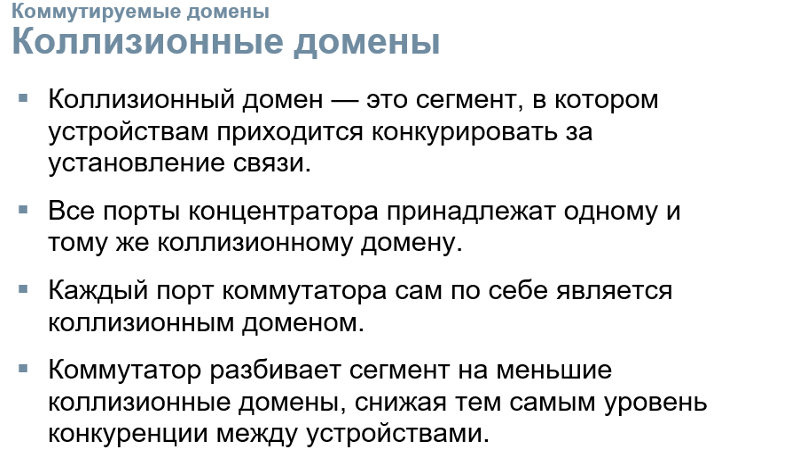 Коммутируемые домены
Коллизионные домены
▪ Коллизионный домен — это сегмент, в котором
устройствам приходится конкурировать за
установление связи.
▪ Все порты концентратора принадлежат одному и
тому же коллизионному домену.
▪ Каждый порт коммутатора сам по себе является
коллизионным доменом.
▪ Коммутатор разбивает сегмент на меньшие
коллизионные домены, снижая тем самым уровень
конкуренции между устройствами.